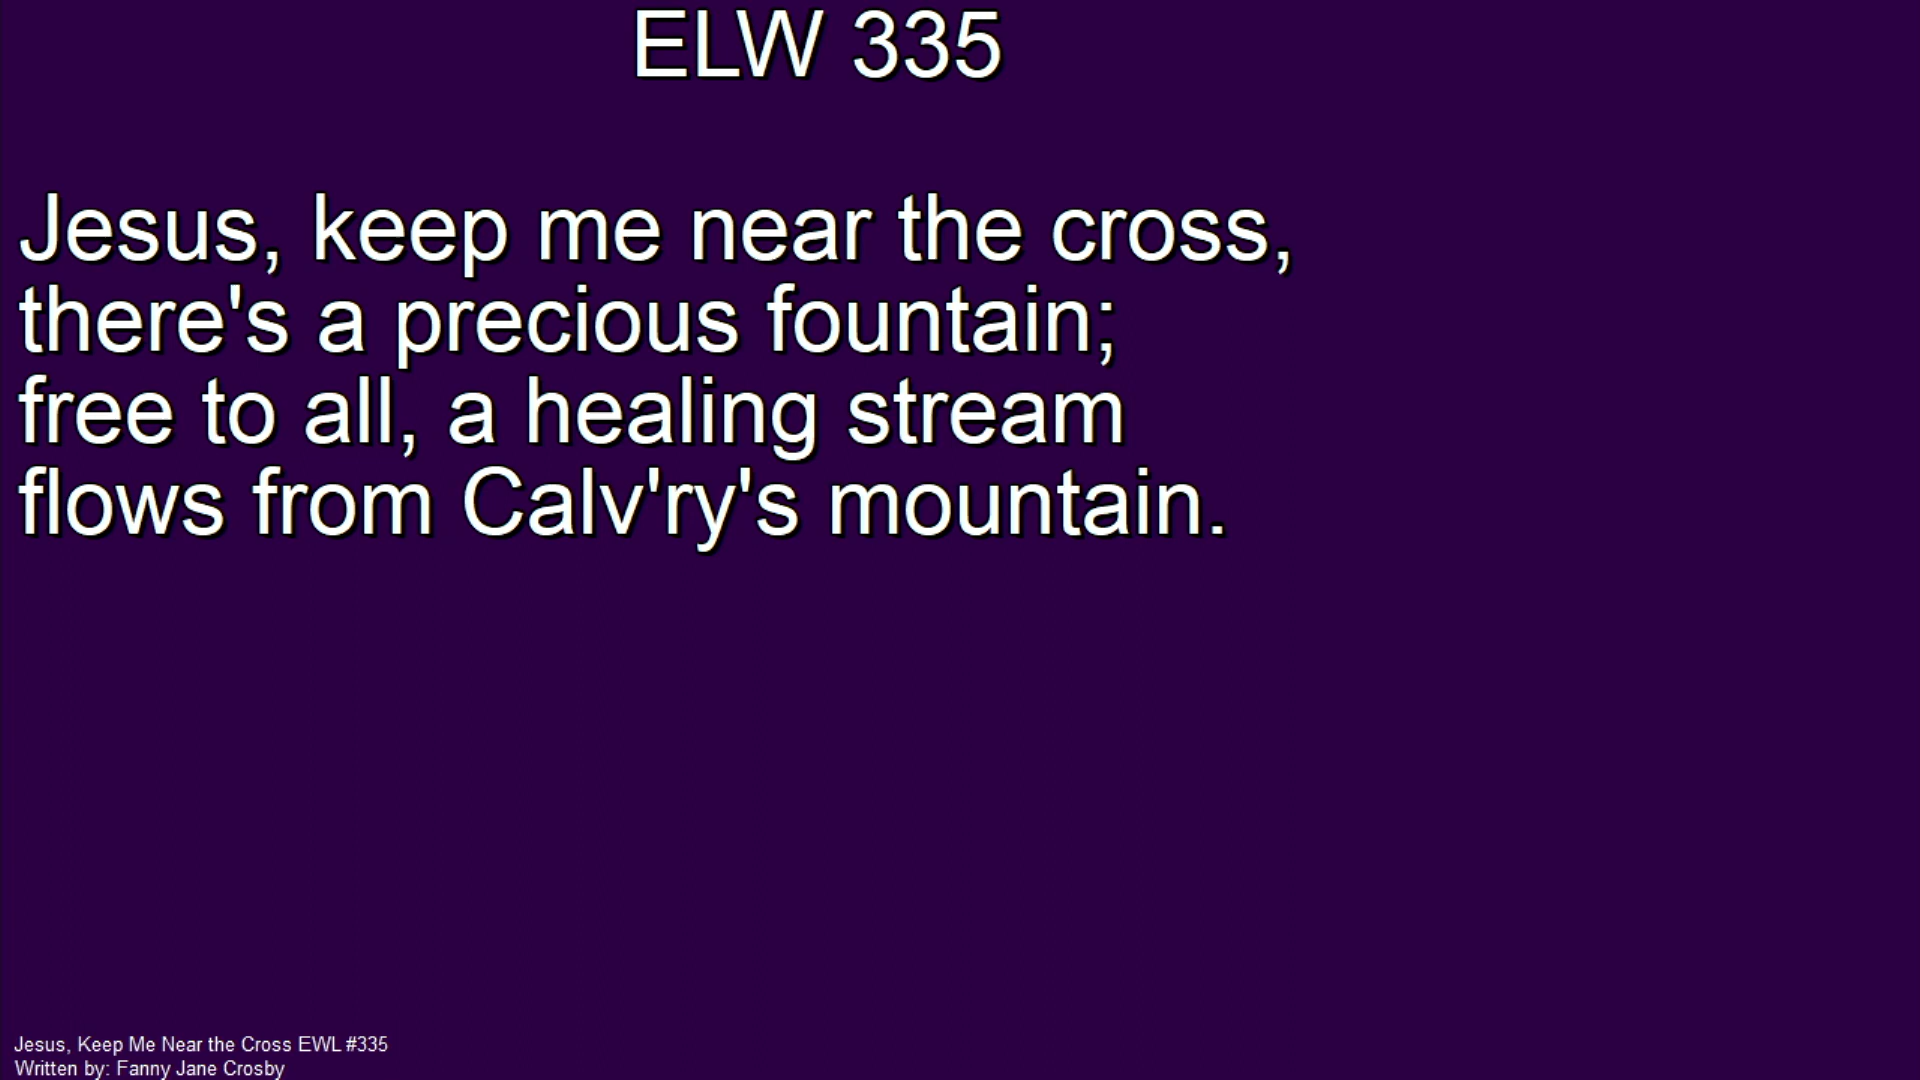 ELW 335
Jesus, keep me near the cross,
there's a precious fountain;
free to all, a healing stream
flows from Calv'ry's mountain.
Jesus, Keep Me Near the Cross EWL #335
Written by: Fanny Jane Crosby